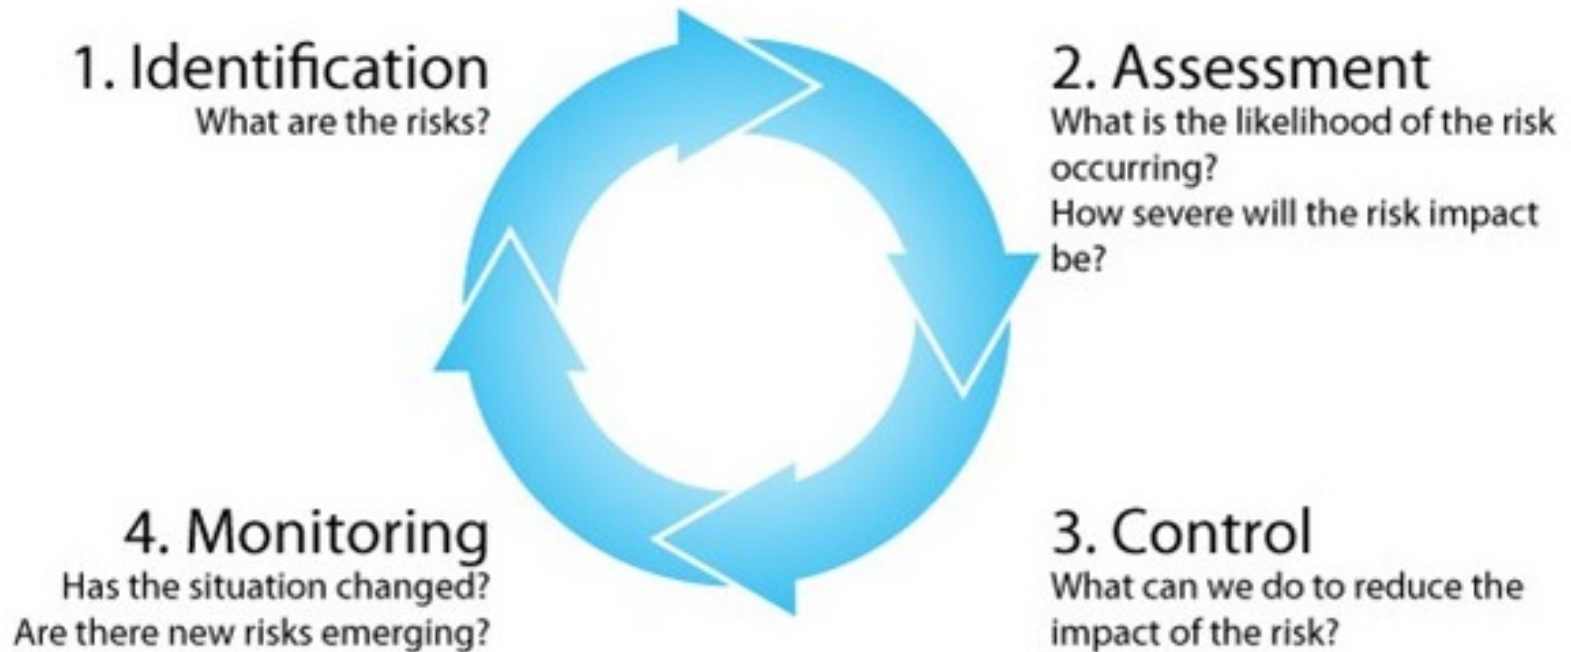 1. Identification
What are the risks?
2. Assessment
What is the likelihood of the risk
occurring?
How severe will the risk impact
be?
3. Control
What can we do to reduce the
impact of the risk?
4. Monitoring
Has the situation changed?
Are there new risks emerging?